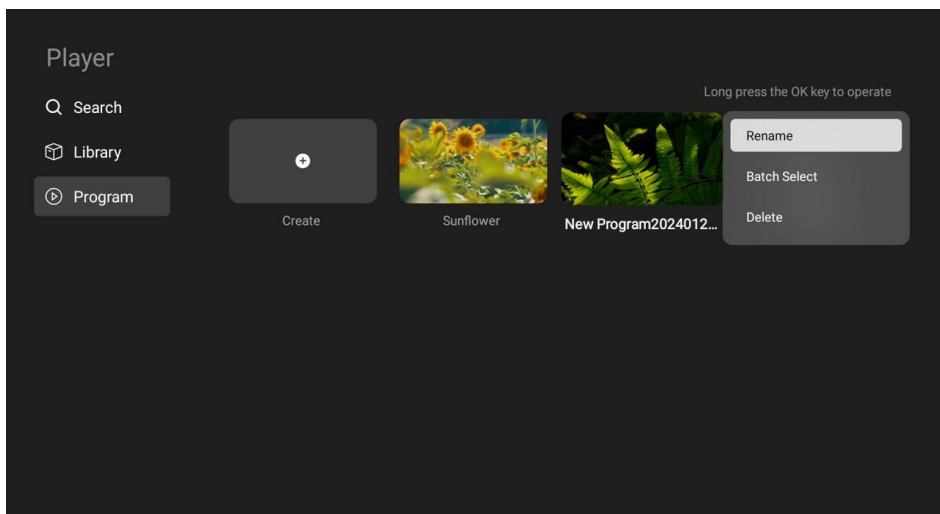 Player
Long press the OK key to operate
Search
Library
Program
Create
Sunflower
New Program2024012...
Rename
Batch Select
Delete